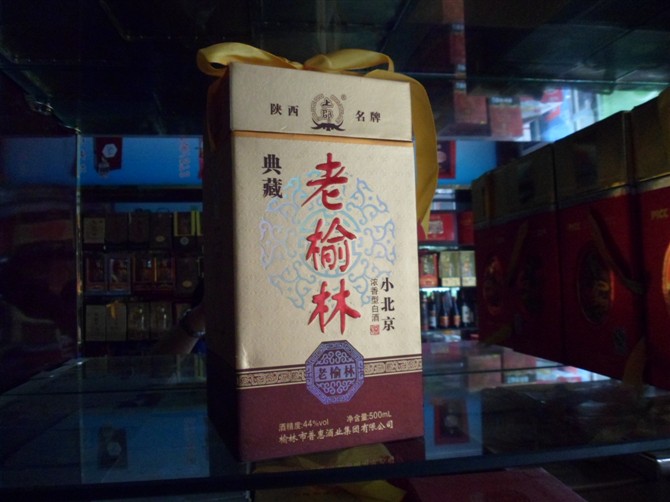 陕西 上郡 ® 名牌
典藏
老榆林
小北京
浓香型白酒
老榆林
酒精度:44%vol 净含量:500mL
榆林市普惠酒业集团有限公司